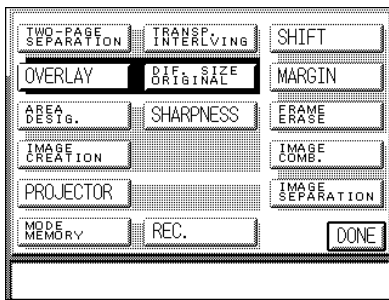 TWO-PAGE
SEPARATION
TRANSP.
INTERLVING
SHIFT
OVERLAY
DIF. SIZE
ORIGINAL
MARGIN
AREA
DESIG.
SHARPNESS
FRAME
ERASE
IMAGE
CREATION
IMAGE
COMB.
PROJECTOR
IMAGE
SEPARATION
MODE
MEMORY
REC.
DONE